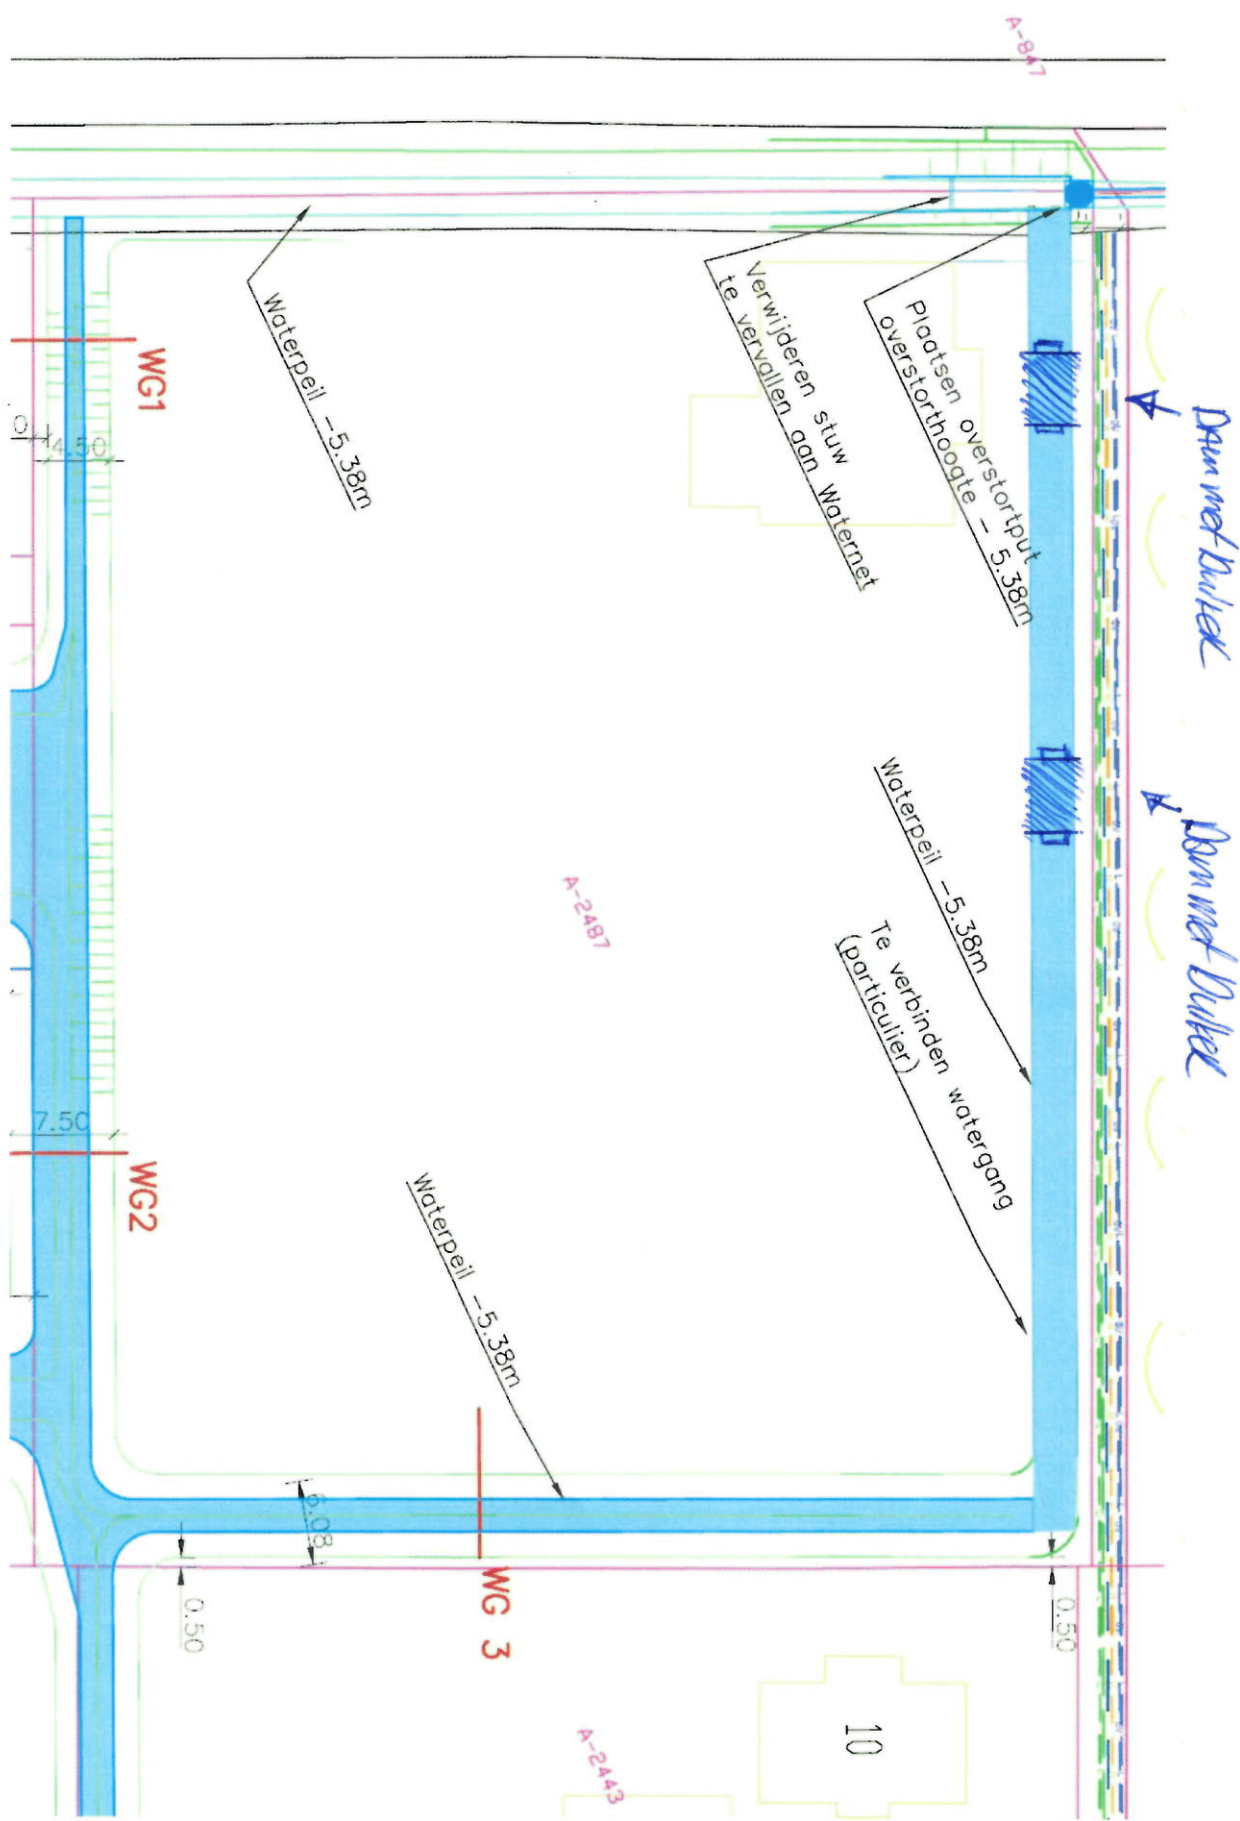 A-847
Dam met Duiker
Dam met Duiker
Plaatsen overstortput
overstorthoogte - 5.38m
Verwijderen stuw
te vervallen aan Waternet
Waterpeil -5.38m
WG1
4.50
Waterpeil -5.38m
Te verbinden watergang
(particulier)
A-2487
7.50
WG2
Waterpeil -5.38m
6.08
WG 3
0.50
0.50
10
A-2443